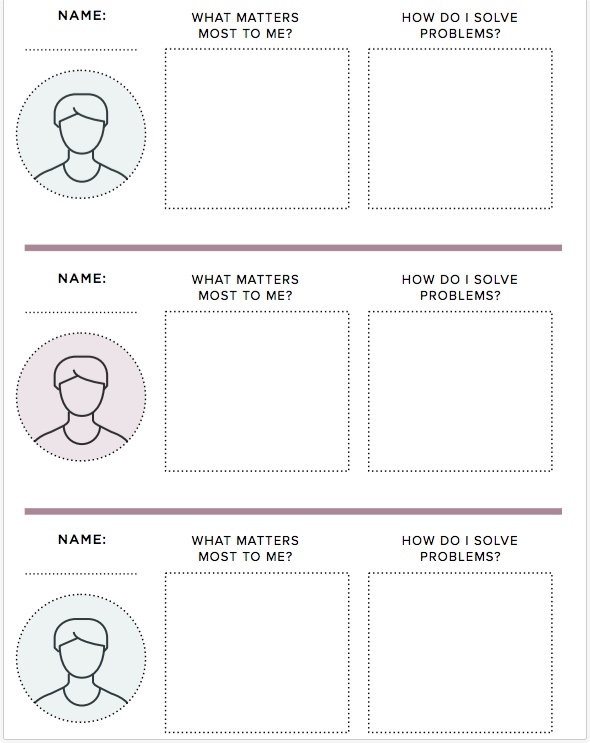 NAME:
WHAT MATTERS
MOST TO ME?
HOW DO I SOLVE
PROBLEMS?
NAME:
WHAT MATTERS
MOST TO ME?
HOW DO I SOLVE
PROBLEMS?
NAME:
WHAT MATTERS
MOST TO ME?
HOW DO I SOLVE
PROBLEMS?